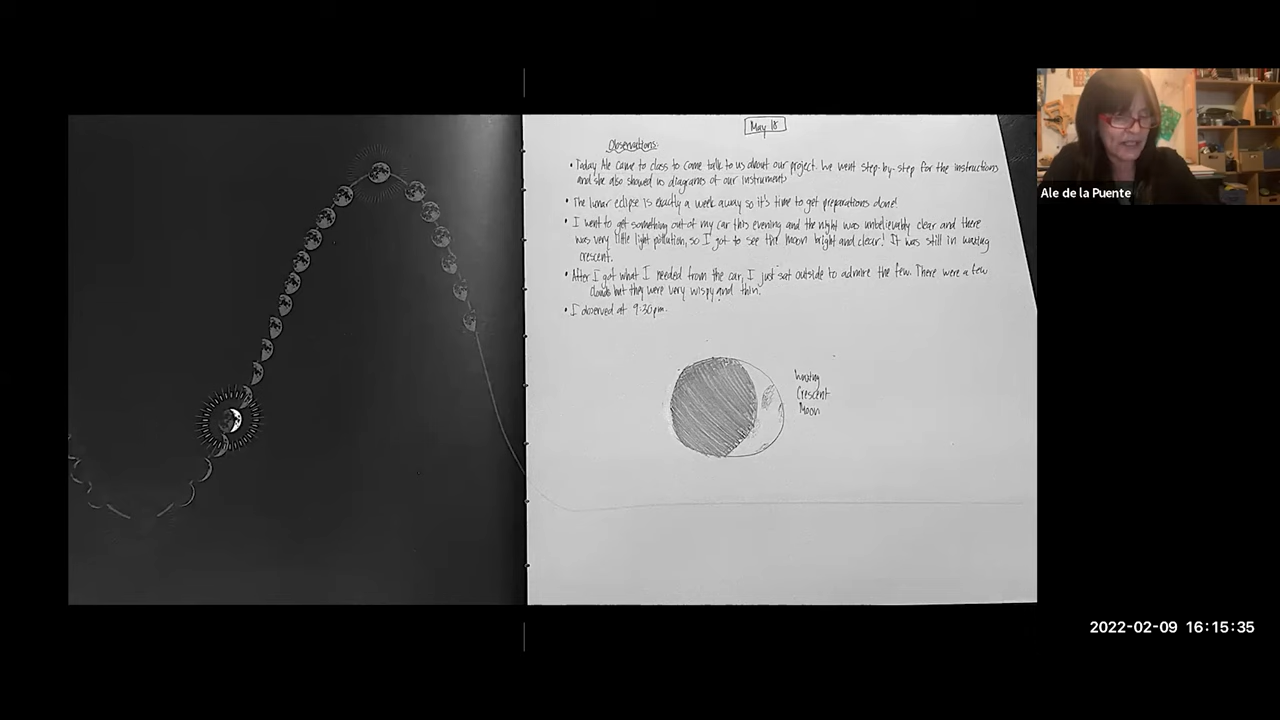 May 18
Observations:
• Today Ale came to class to come talk to us about our project. We went step-by-step for the instructions
and she also showed us diagrams of our instruments
• The lunar eclipse is exactly a week away so it's time to get preparations done!
• I went to get something out of my car this evening and the night was unbelievably clear and there
was very little light pollution, so I got to see the moon bright and clear! It was still in waxing
crescent.
• After I got what I needed from the car, I just sat outside to admire the few. There were a few
clouds but they were very wispy and thin.
• I observed at 9:30pm.
Waxing
Crescent
Moon
Ale de la Puente
2022-02-09 16:15:35